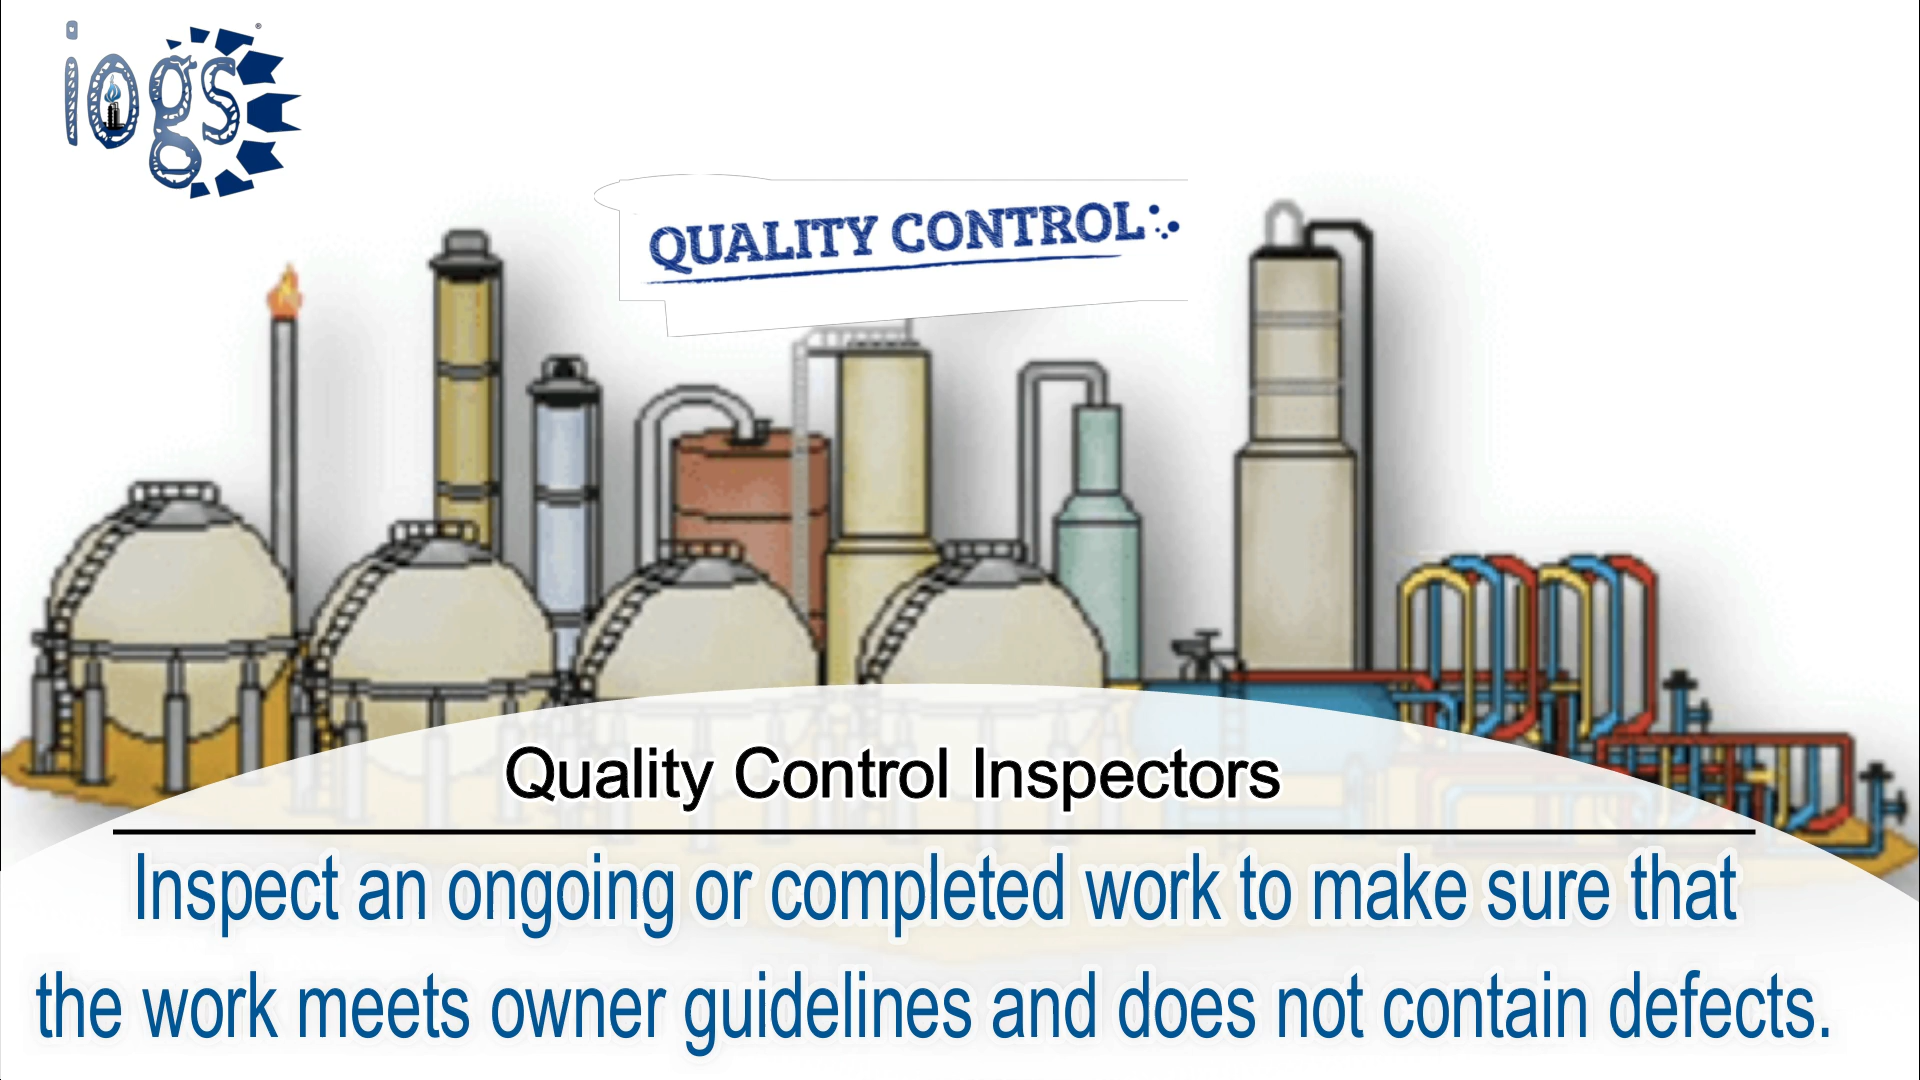 iogs®
QUALITY CONTROL
Quality Control Inspectors
Inspect an ongoing or completed work to make sure that
the work meets owner guidelines and does not contain defects.